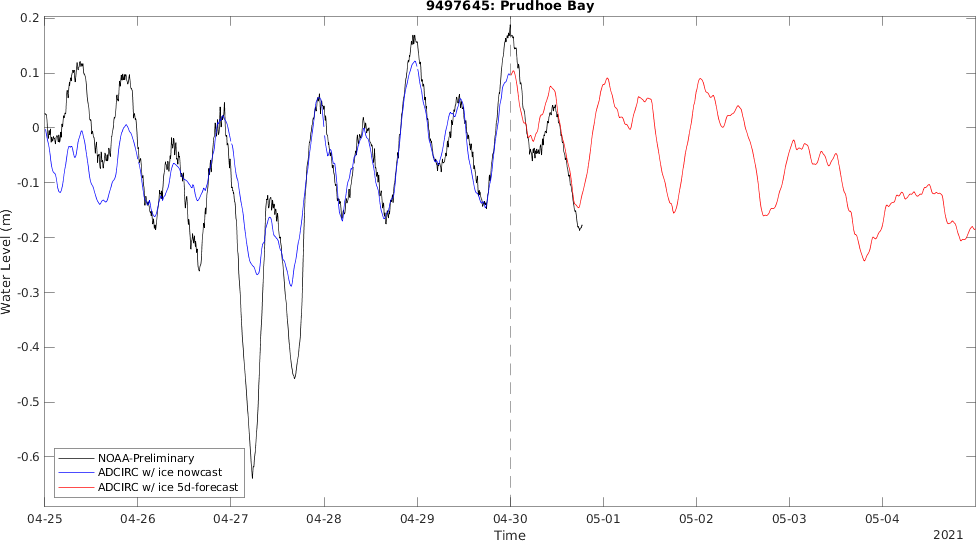 9497645: Prudhoe Bay
0.2
0.1
0
-0.1
-0.2
-0.3
-0.4
-0.5
-0.6
Water Level (m)
NOAA-Preliminary
ADCIRC w/ ice nowcast
ADCIRC w/ ice 5d-forecast
04-25 04-26 04-27 04-28 04-29 04-30 05-01 05-02 05-03 05-04
Time
2021